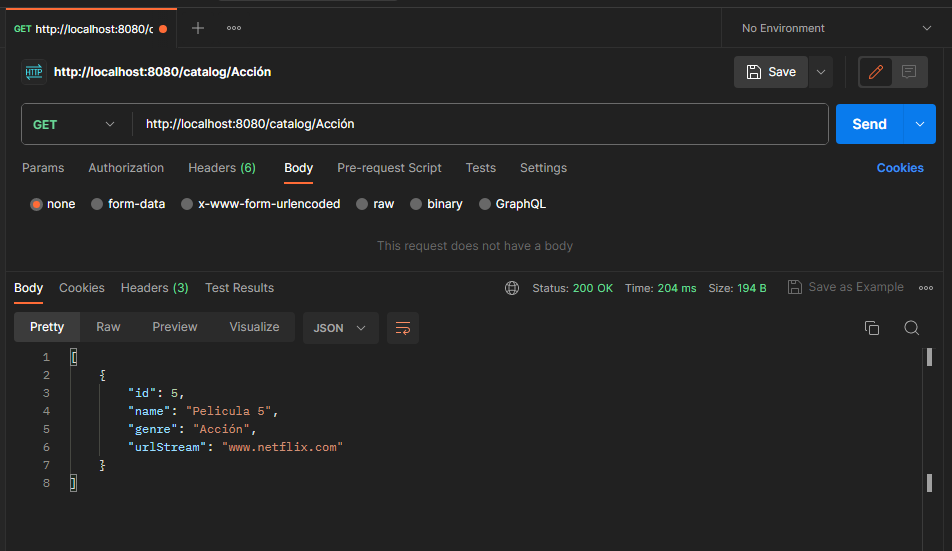 GET http://localhost:8080/c
No Environment
HTTP http://localhost:8080/catalog/Acción
Save
GET http://localhost:8080/catalog/Acción
Send
Params Authorization Headers (6) Body Pre-request Script Tests Settings Cookies
none form-data x-www-form-urlencoded raw binary GraphQL
This request does not have a body
Body Cookies Headers (3) Test Results Status: 200 OK Time: 204 ms Size: 194 B Save as Example
Pretty Raw Preview Visualize JSON
1 [
2 {
3 "id": 5,
4 "name": "Pelicula 5",
5 "genre": "Acción",
6 "urlStream": "www.netflix.com"
7 }
8 ]